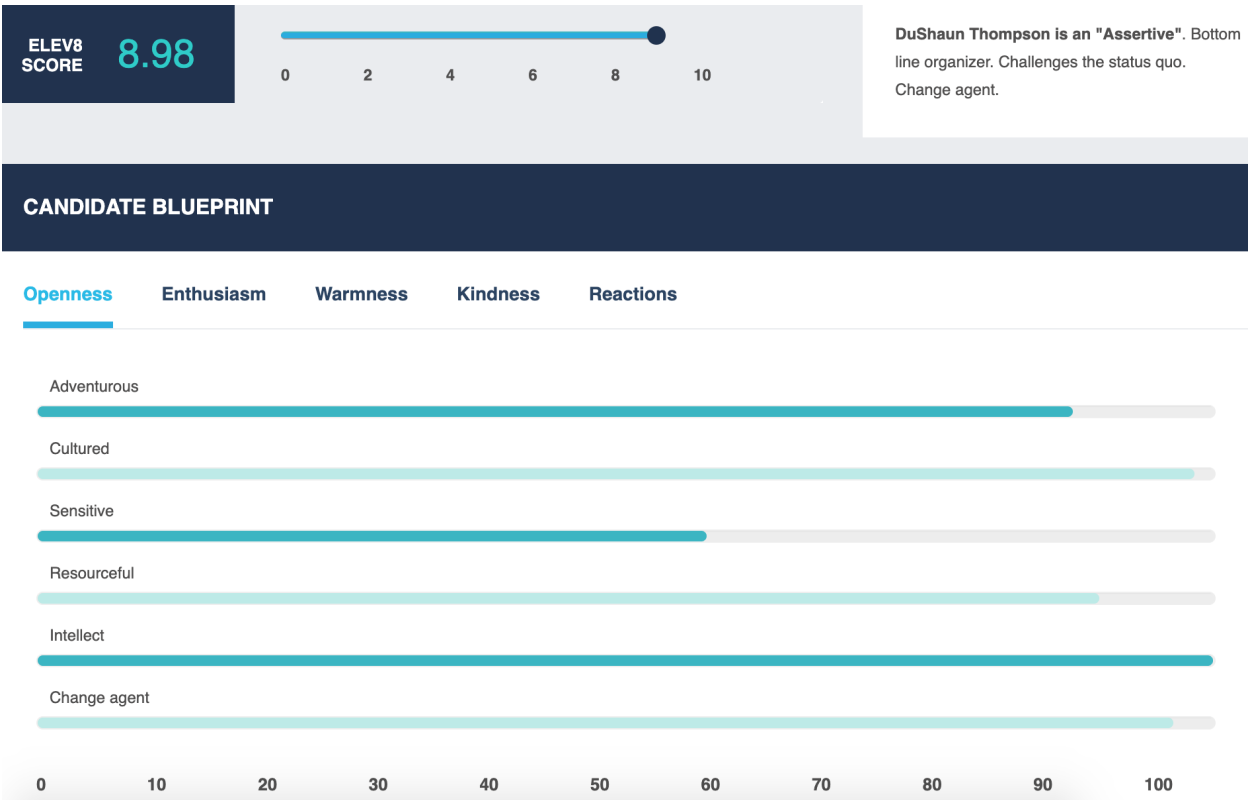 ELEV8
SCORE
8.98
0 2 4 6 8 10
DuShaun Thompson is an "Assertive". Bottom
line organizer. Challenges the status quo.
Change agent.
CANDIDATE BLUEPRINT
Openness Enthusiasm Warmness Kindness Reactions
Adventurous
Cultured
Sensitive
Resourceful
Intellect
Change agent
0 10 20 30 40 50 60 70 80 90 100